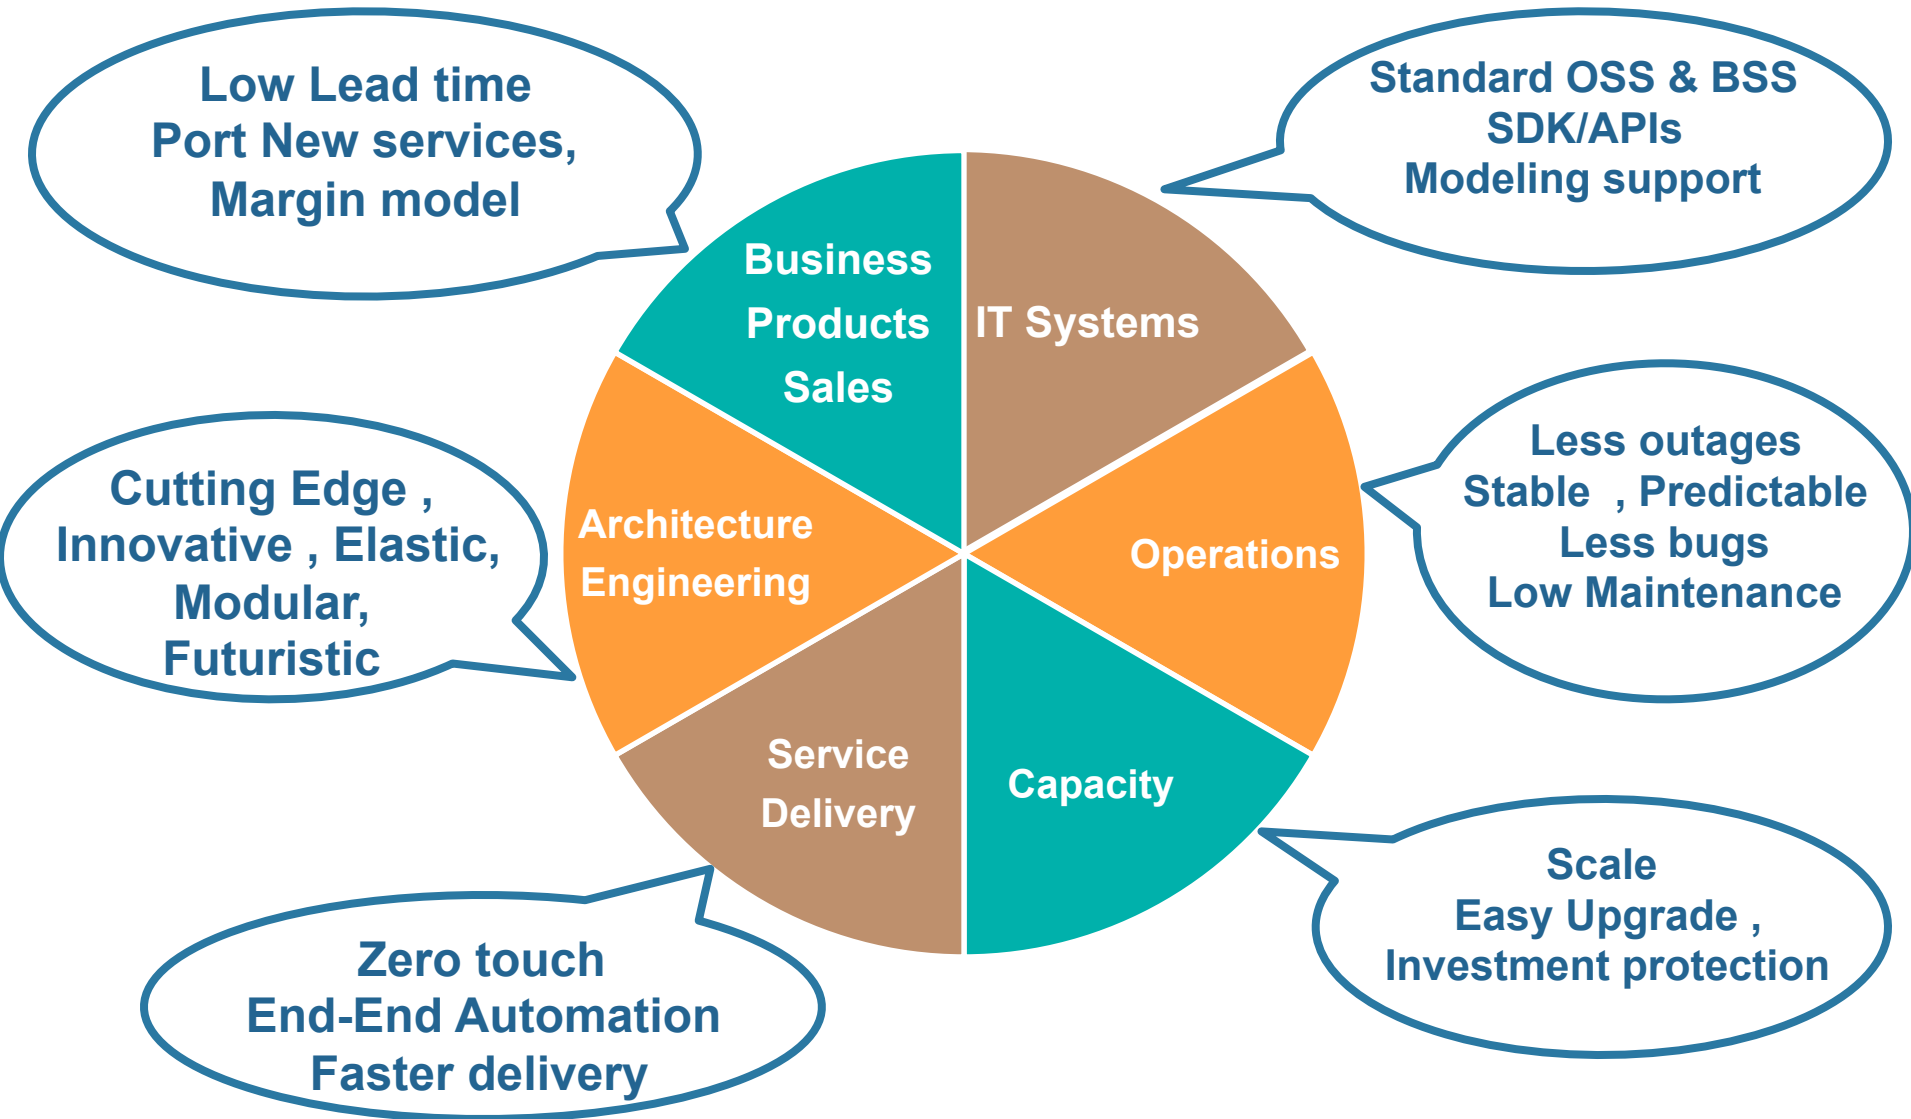 Low Lead time
Port New services,
Margin model
Standard OSS & BSS
SDK/APIs
Modeling support
Business
Products
Sales
IT Systems
Cutting Edge ,
Innovative , Elastic,
Modular,
Futuristic
Architecture
Engineering
Operations
Less outages
Stable , Predictable
Less bugs
Low Maintenance
Service
Delivery
Capacity
Zero touch
End-End Automation
Faster delivery
Scale
Easy Upgrade ,
Investment protection